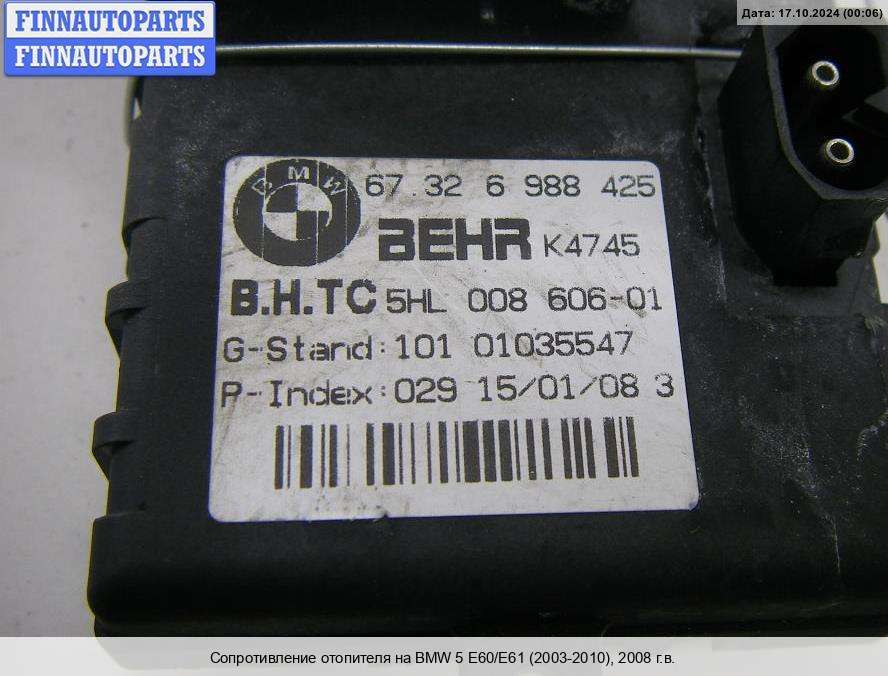 FINNAUTOPARTS
FINNAUTOPARTS
Дата: 17.10.2024 (00:06)
BMW
67.32 6 988 425
BEHR K4745
B.H.TC 5HL 008 606-01
G-Stand: 101 01035547
P-Index: 029 15/01/08 3
Сопротивление отопителя на BMW 5 E60/E61 (2003-2010), 2008 г.в.